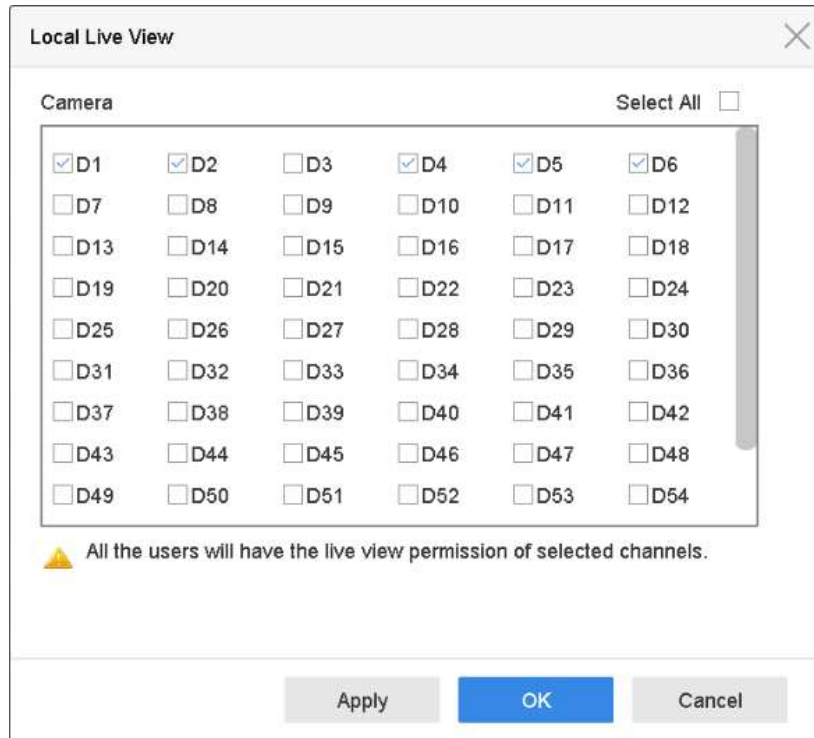 Local Live View
Camera Select All
D1 D2 D3 D4 D5 D6
D7 D8 D9 D10 D11 D12
D13 D14 D15 D16 D17 D18
D19 D20 D21 D22 D23 D24
D25 D26 D27 D28 D29 D30
D31 D32 D33 D34 D35 D36
D37 D38 D39 D40 D41 D42
D43 D44 D45 D46 D47 D48
D49 D50 D51 D52 D53 D54
All the users will have the live view permission of selected channels.
Apply OK Cancel